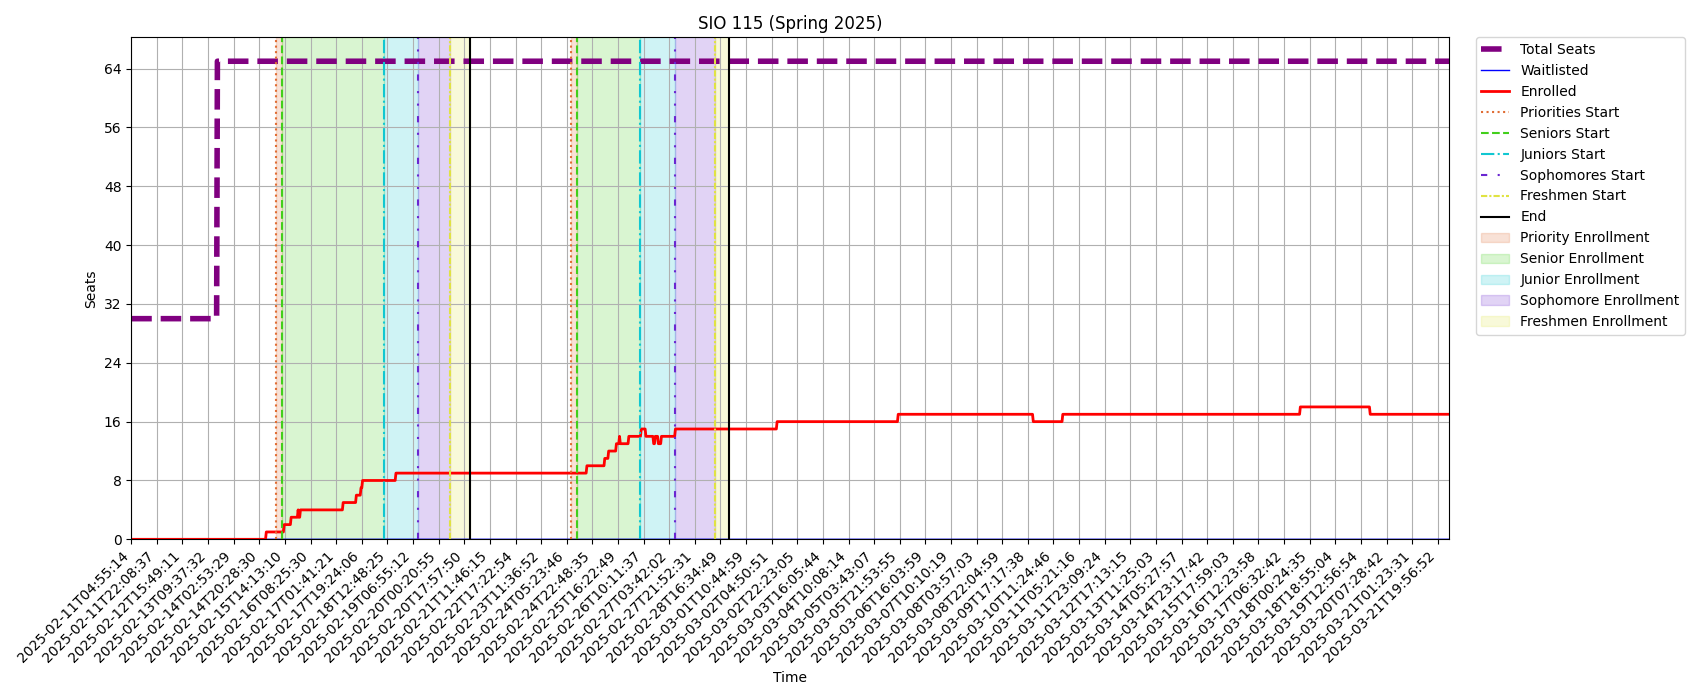 SIO 115 (Spring 2025)
Seats
64
56
48
40
32
24
16
8
0
2025-02-11T04:55:14
2025-02-11T22:08:37
2025-02-12T15:49:11
2025-02-13T09:37:32
2025-02-14T02:53:29
2025-02-14T20:28:30
2025-02-15T14:13:10
2025-02-16T08:25:30
2025-02-17T01:41:21
2025-02-17T19:24:06
2025-02-18T12:48:25
2025-02-19T06:55:12
2025-02-20T00:20:55
2025-02-20T17:57:50
2025-02-21T11:46:15
2025-02-22T17:22:54
2025-02-23T11:36:52
2025-02-24T05:23:46
2025-02-24T22:48:35
2025-02-25T16:22:49
2025-02-26T10:11:37
2025-02-27T03:42:02
2025-02-27T21:52:31
2025-02-28T16:34:49
2025-03-01T10:44:59
2025-03-02T04:50:51
2025-03-02T22:23:05
2025-03-03T16:05:44
2025-03-04T10:08:14
2025-03-05T03:43:07
2025-03-05T21:53:55
2025-03-06T16:03:59
2025-03-07T10:10:19
2025-03-08T03:57:03
2025-03-08T22:04:59
2025-03-09T17:17:38
2025-03-10T11:24:46
2025-03-11T05:21:16
2025-03-11T23:09:24
2025-03-12T17:13:15
2025-03-13T11:25:03
2025-03-14T05:27:57
2025-03-14T23:17:42
2025-03-15T17:59:03
2025-03-16T12:23:58
2025-03-17T06:32:42
2025-03-18T00:24:35
2025-03-18T18:55:04
2025-03-19T12:56:54
2025-03-20T07:28:42
2025-03-21T01:23:31
2025-03-21T19:56:52
Time
Total Seats
Waitlisted
Enrolled
Priorities Start
Seniors Start
Juniors Start
Sophomores Start
Freshmen Start
End
Priority Enrollment
Senior Enrollment
Junior Enrollment
Sophomore Enrollment
Freshmen Enrollment